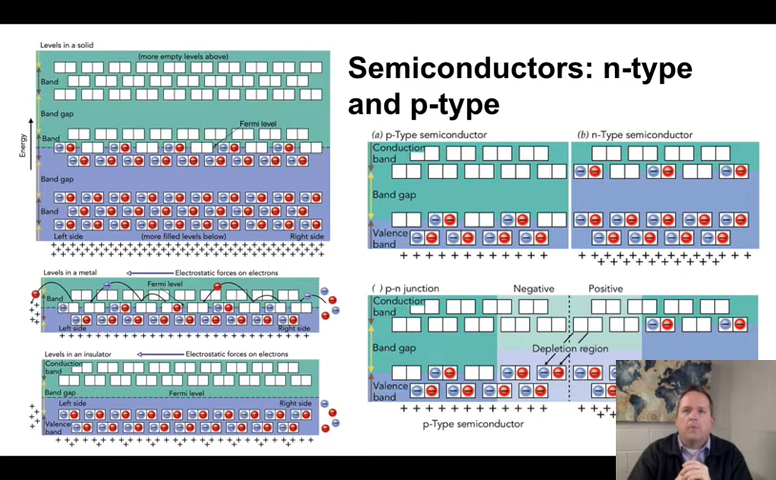 Levels in a solid
(more empty levels above)
Band
Band gap
Fermi level
Band
Energy
Band gap
Band
Left side
(more filled levels below)
Right side
Levels in a metal
Electrostatic forces on electrons
Fermi level
Band
Left side
Right side
Levels in an insulator
Electrostatic forces on electrons
Conduction
band
Band gap
Fermi level
Left side
Right side
Valence
band
Semiconductors: n-type
and p-type
(a) p-Type semiconductor
(b) n-Type semiconductor
Conduction
band
Band gap
Valence
band
( ) p-n junction
Negative
Positive
Conduction
band
Band gap
Depletion region
Valence
band
p-Type semiconductor